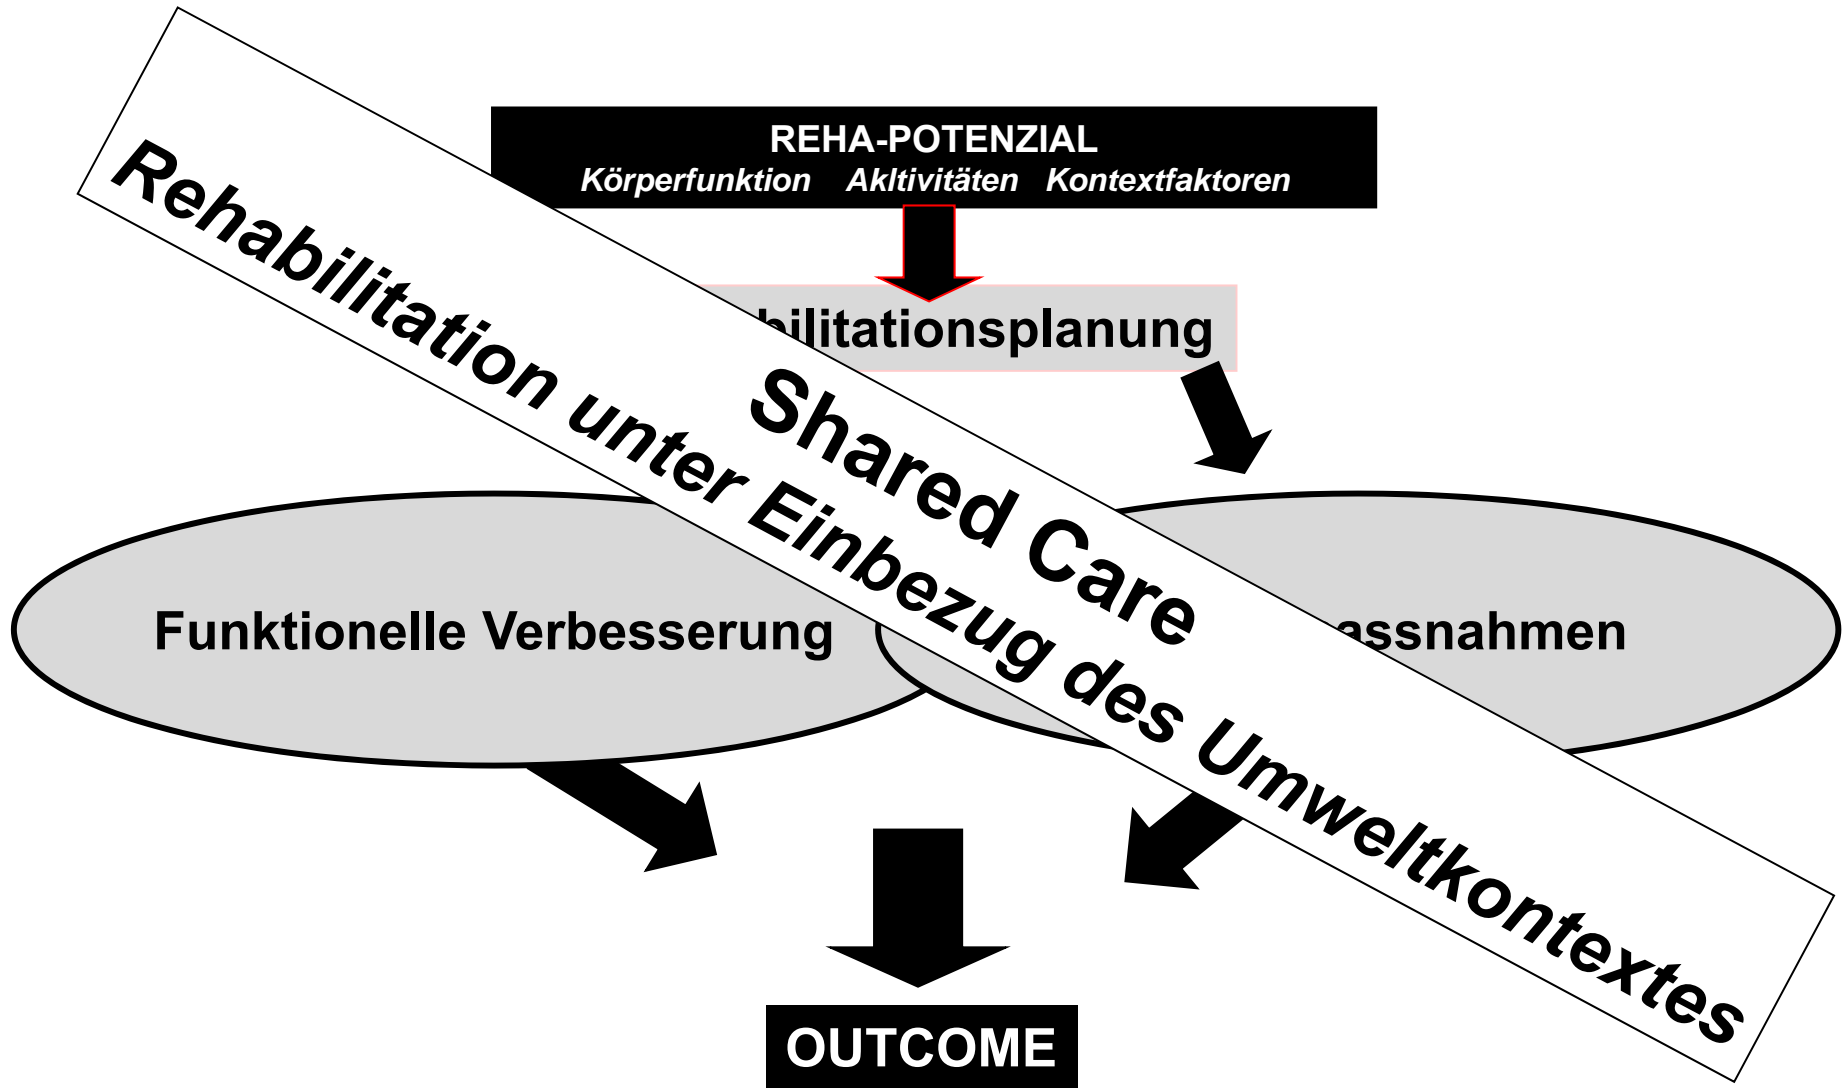 REHA-POTENZIAL
Körperfunktion Akltivitäten Kontextfaktoren
bilitationsplanung
Shared Care
Rehabilitation unter Einbezug des Umweltkontextes
Funktionelle Verbesserung
assnahmen
OUTCOME